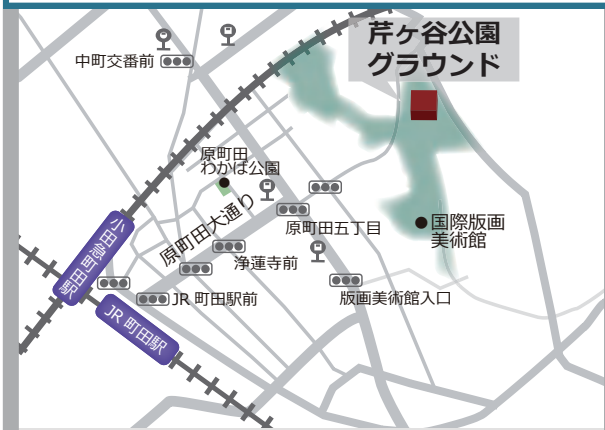 芹ヶ谷公園
グラウンド
中町交番前
原町田
わかば公園
原町田大通り
原町田五丁目
国際版画
美術館
小田急町田駅
浄蓮寺前
JR 町田駅前
版画美術館入口
JR 町田駅